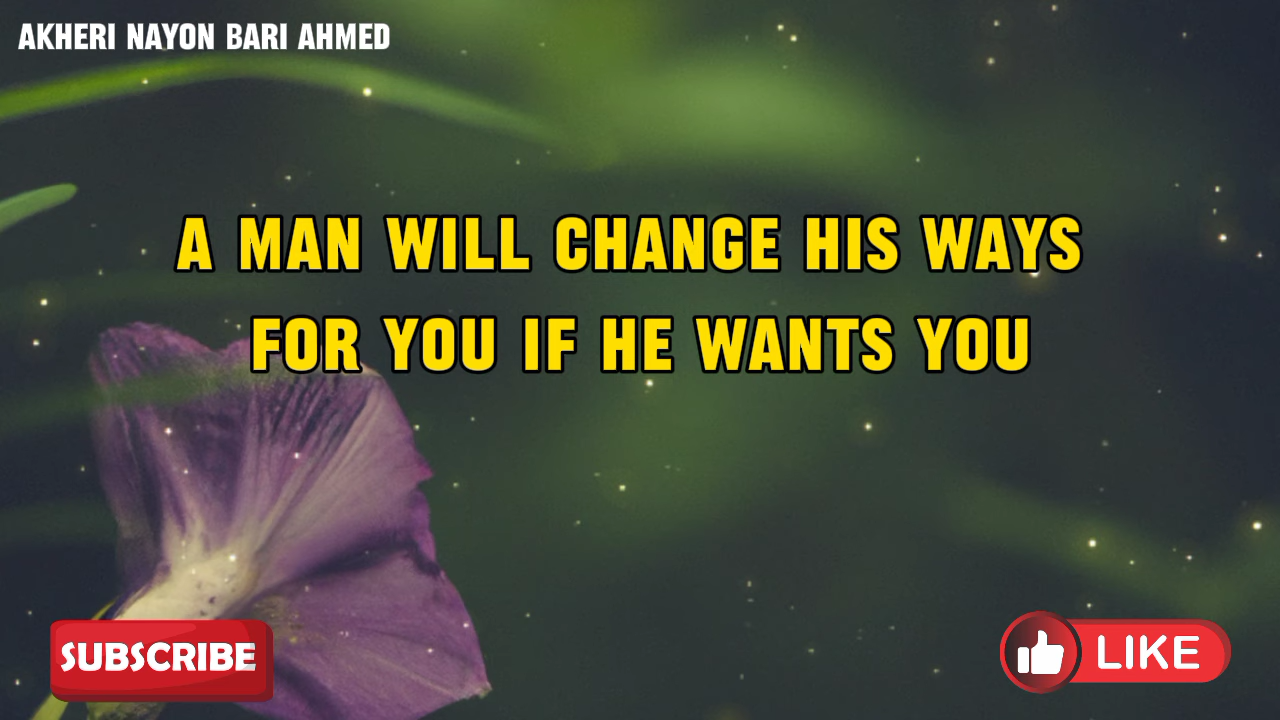 AKHERI NAYON BARI AHMED
A MAN WILL CHANGE HIS WAYS
FOR YOU IF HE WANTS YOU
SUBSCRIBE
LIKE